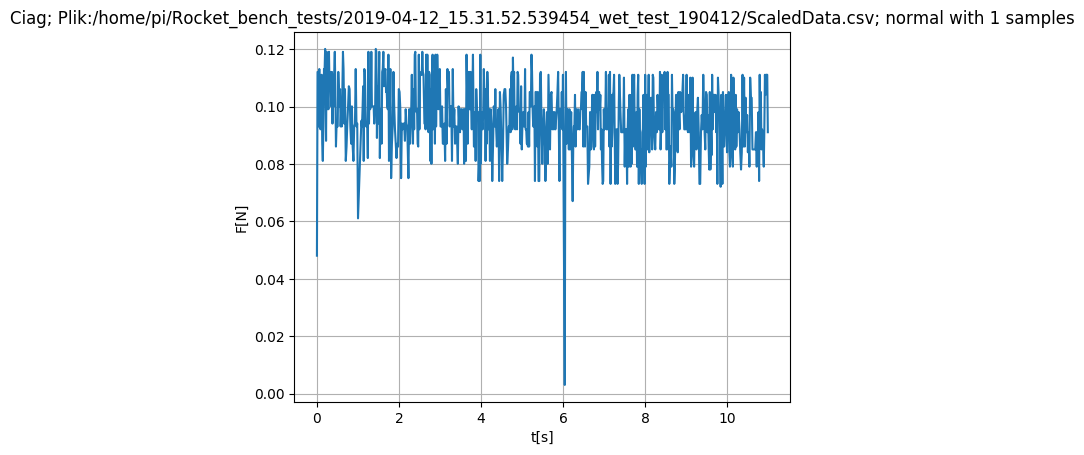 Ciag; Plik:/home/pi/Rocket_bench_tests/2019-04-12_15.31.52.539454_wet_test_190412/ScaledData.csv; normal with 1 samples
0.12
0.10
0.08
0.06
0.04
0.02
0.00
F[N]
0 2 4 6 8 10
t[s]